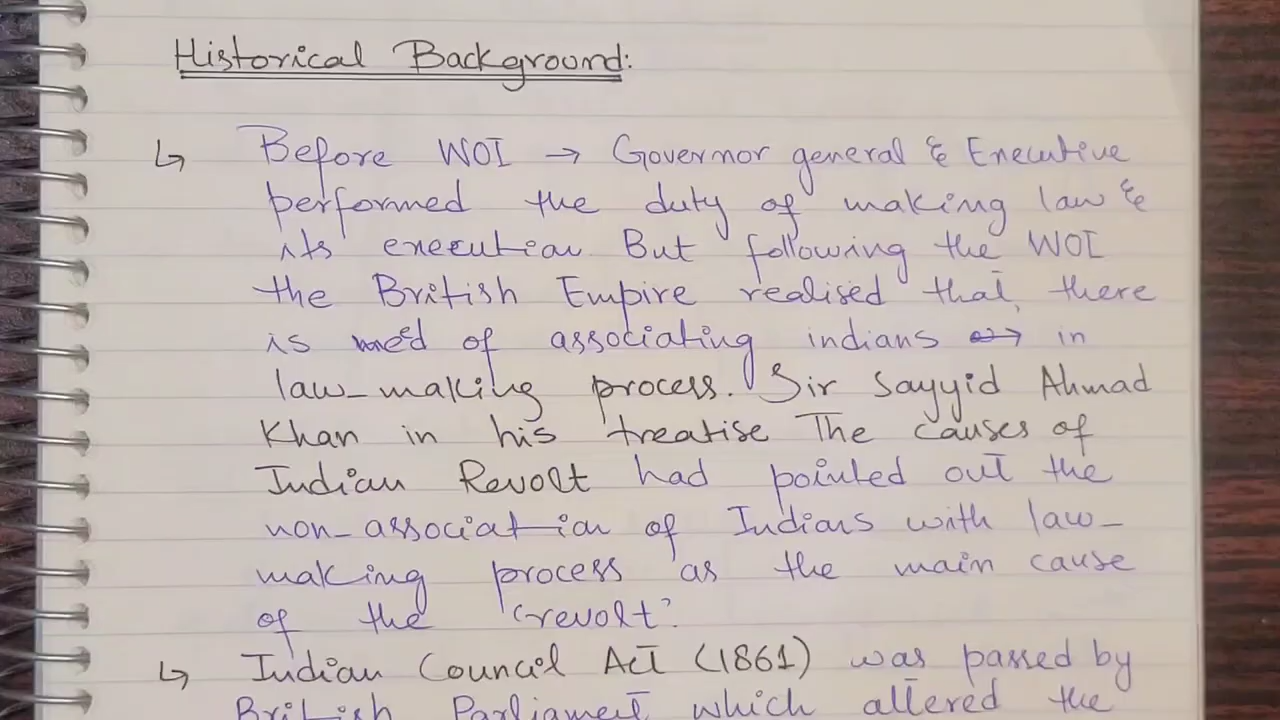 Historical Background:
↳ Before WOI → Governor general & Executive
performed the duty of making law &
its execution. But following the WOI
the British Empire realised that, there
is need of associating indians in
law-making process. Sir Sayyid Ahmad
Khan in his treatise The causes of
Indian Revolt had pointed out the
non-association of Indians with law-
making process as the main cause
of the 'revolt'.
↳ Indian Council Act (1861) was passed by
British Parliament which altered the